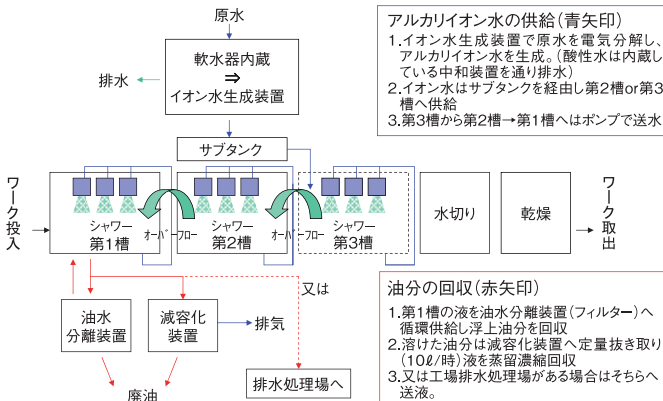 原水
軟水器内蔵
⇒
イオン水生成装置
排水
サブタンク
アルカリイオン水の供給(青矢印)
1.イオン水生成装置で原水を電気分解し、
アルカリイオン水を生成。(酸性水は内蔵し
ている中和装置を通り排水)
2.イオン水はサブタンクを経由し第2槽or第3
槽へ供給
3.第3槽から第2槽→第1槽へはポンプで送水
ワーク投入
シャワー
第1槽
オーバーフロー
シャワー
第2槽
オーバーフロー
シャワー
第3槽
水切り
乾燥
ワーク取出
油水
分離装置
減容化
装置
排気
又は
廃油
排水処理場へ
油分の回収(赤矢印)
1.第1槽の液を油水分離装置(フィルター)へ
循環供給し浮上油分を回収
2.溶けた油分は減容化装置へ定量抜き取り
(10ℓ/時)液を蒸留濃縮回収
3.又は工場排水処理場がある場合はそちらへ
送液。